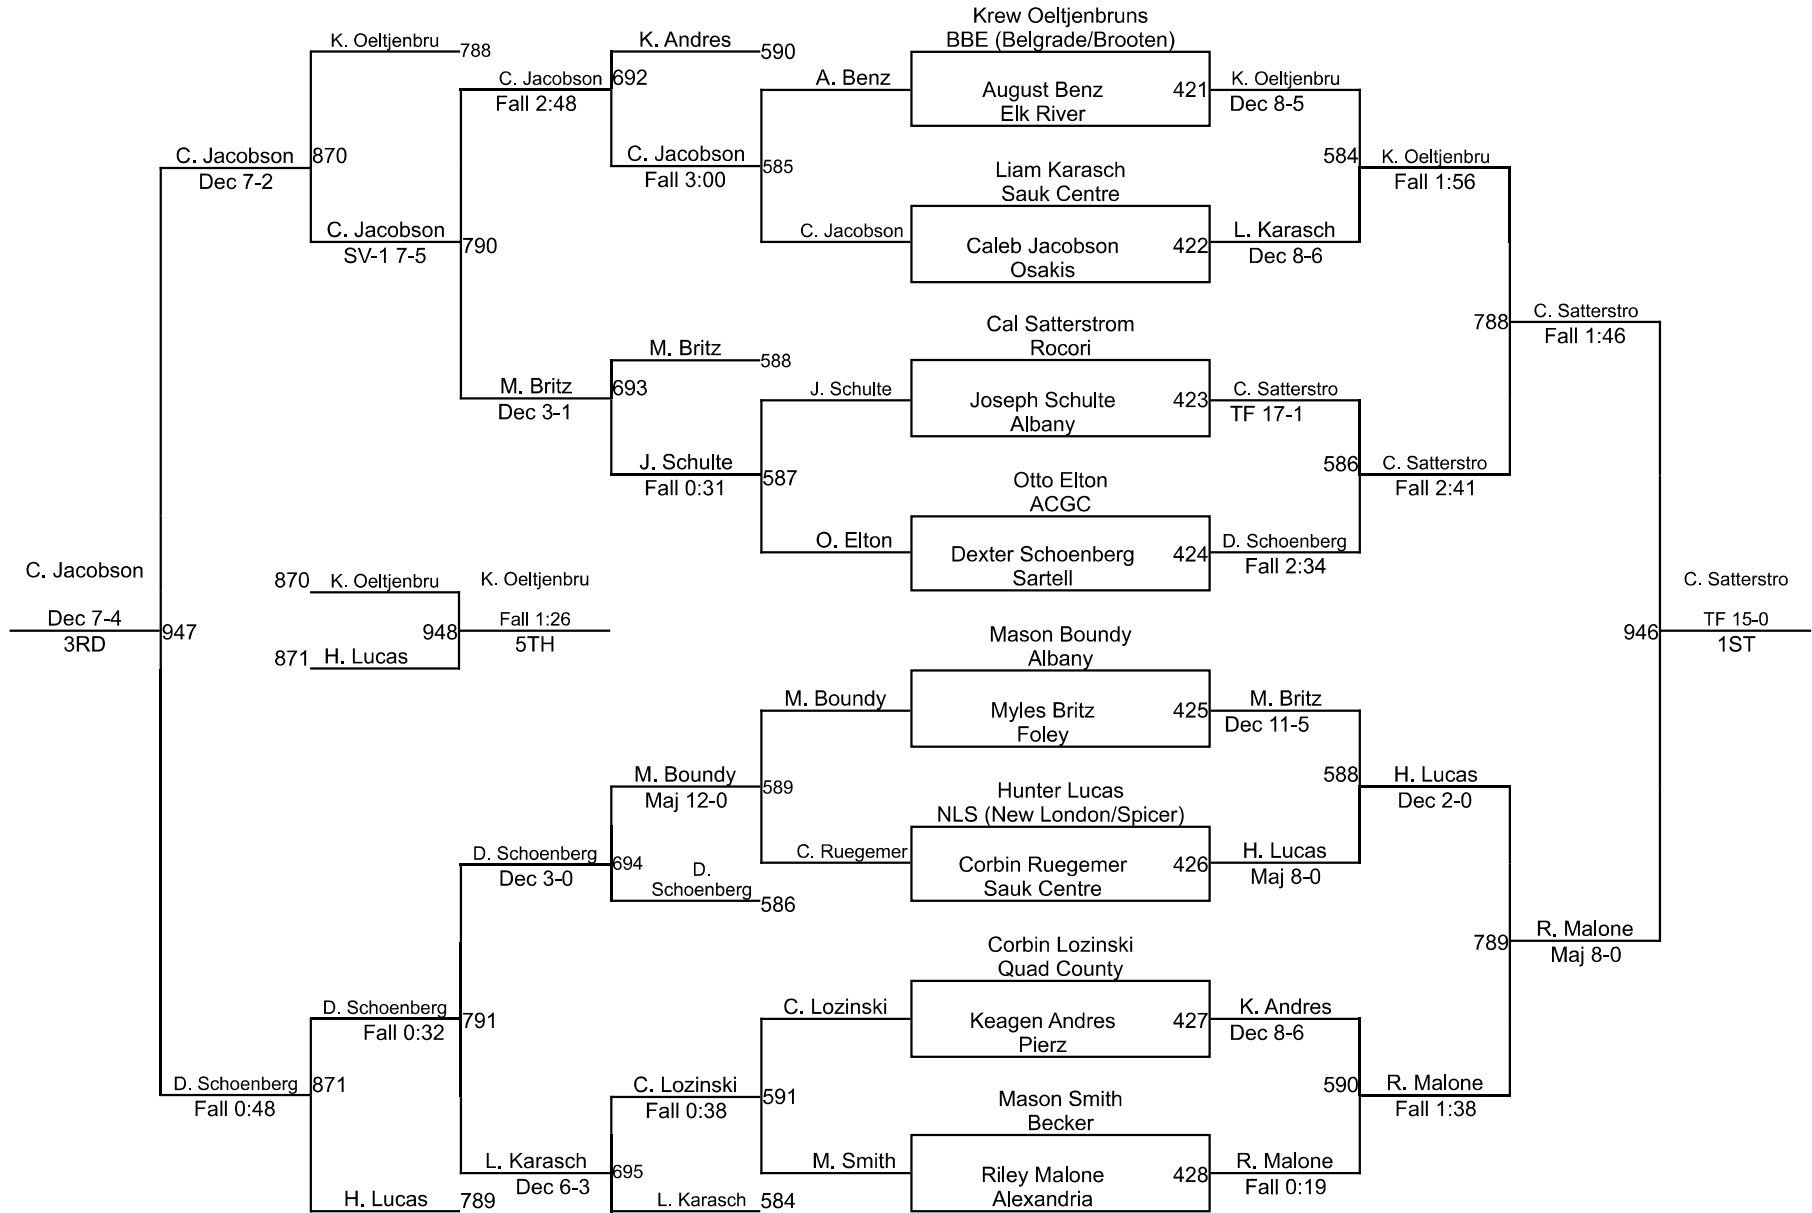 Krew Oeltjenbruns
K. Oeltjenbru 788
K. Andres 590
BBE (Belgrade/Brooten)
C. Jacobson 692
A. Benz
August Benz 421
K. Oeltjenbru
Fall 2:48
Elk River
Dec 8-5
C. Jacobson 870
C. Jacobson
585
Liam Karasch
584
K. Oeltjenbru
Dec 7-2
Fall 3:00
Sauk Centre
Fall 1:56
C. Jacobson
790
C. Jacobson
Caleb Jacobson 422
L. Karasch
SV-1 7-5
Osakis
Dec 8-6
Cal Satterstrom
788
C. Satterstro
M. Britz 588
Rocori
Fall 1:46
M. Britz 693
J. Schulte
Joseph Schulte 423
C. Satterstro
Dec 3-1
Albany
TF 17-1
J. Schulte
587
Otto Elton
586
C. Satterstro
Fall 0:31
ACGC
Fall 2:41
O. Elton
Dexter Schoenberg 424
D. Schoenberg
Sartell
Fall 2:34
C. Jacobson
870 K. Oeltjenbru
K. Oeltjenbru
C. Satterstro
Dec 7-4
947
948
Fall 1:26
946
TF 15-0
3RD
871 H. Lucas
5TH
1ST
Mason Boundy
Albany
M. Boundy
Myles Britz 425
M. Britz
Foley
Dec 11-5
M. Boundy
589
Hunter Lucas
588
H. Lucas
Maj 12-0
NLS (New London/Spicer)
Dec 2-0
D. Schoenberg 694
C. Ruegemer
Corbin Ruegemer 426
H. Lucas
Dec 3-0
D.
Schoenberg 586
Sauk Centre
Maj 8-0
Corbin Lozinski
789
R. Malone
Quad County
Maj 8-0
D. Schoenberg
791
C. Lozinski
Keagen Andres 427
K. Andres
Fall 0:32
Pierz
Dec 8-6
D. Schoenberg 871
C. Lozinski
591
Mason Smith
590
R. Malone
Fall 0:48
Fall 0:38
Becker
Fall 1:38
L. Karasch 695
M. Smith
Riley Malone 428
R. Malone
Dec 6-3
Alexandria
Fall 0:19
H. Lucas 789
L. Karasch 584